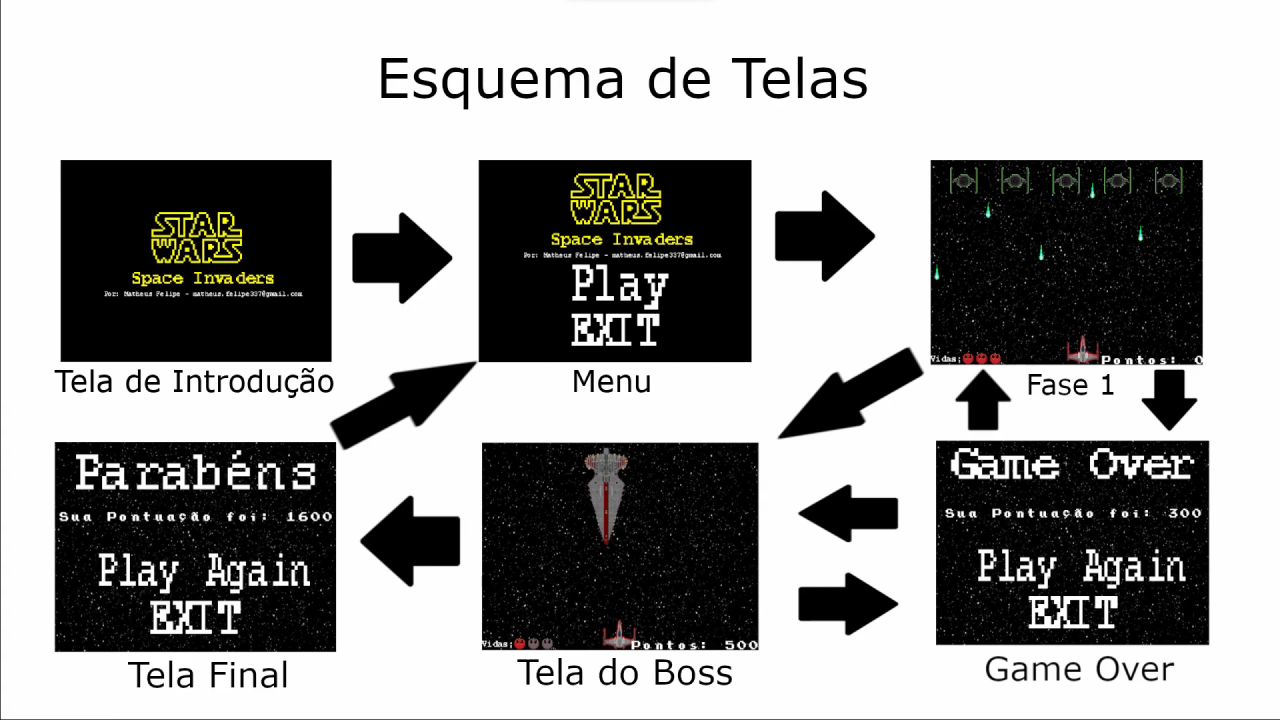 Esquema de Telas
STAR
WARS
Space Invaders
Por: Matheus Felipe - matheus.felipe337@gmail.com
Tela de Introdução
STAR
WARS
Space Invaders
Por: Matheus Felipe - matheus.felipe337@gmail.com
Play
EXIT
Menu
Vidas: Pontos: 0
Fase 1
Parabéns
Sua Pontuação foi: 1600
Play Again
EXIT
Tela Final
Vidas: Pontos: 500
Tela do Boss
Game Over
Sua Pontuação foi: 300
Play Again
EXIT
Game Over